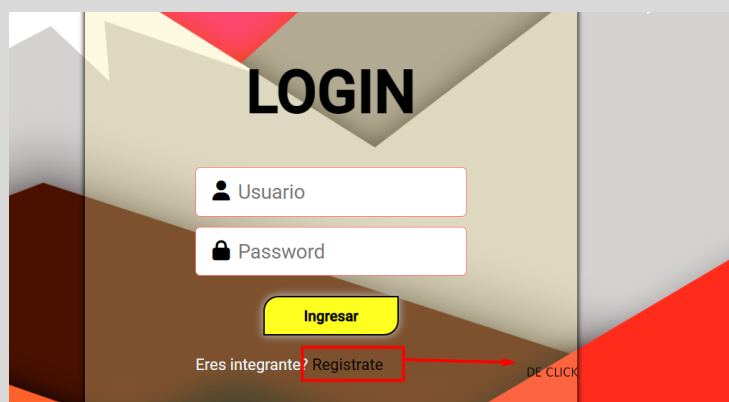 LOGIN
Usuario
Password
Ingresar
Eres integrante? Registrate
DE CLICK